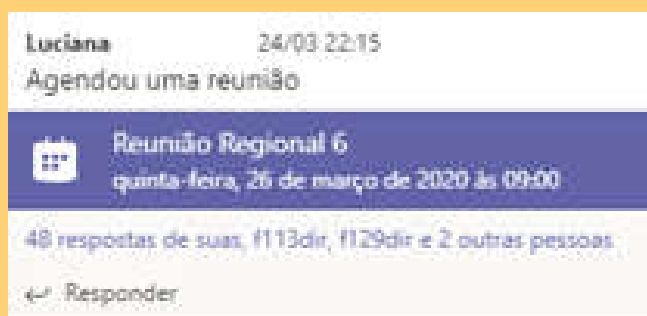 Luciana 24/03 22:15
Agendou uma reunião
Reunião Regional 6
quinta-feira, 26 de março de 2020 às 09:00
48 respostas de suas, f113dir, f129dir e 2 outras pessoas
Responder